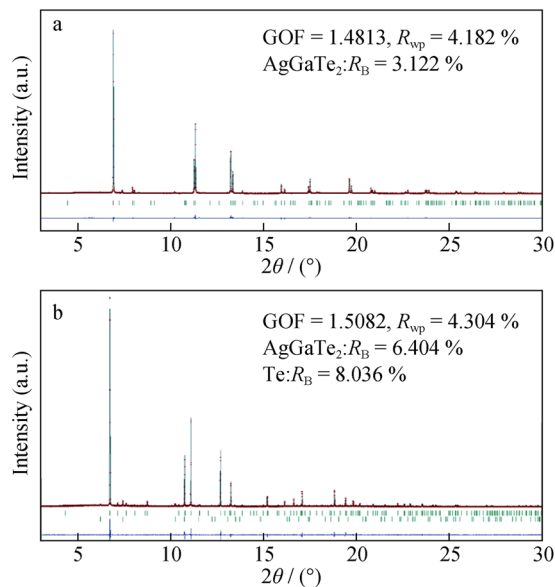 a
GOF = 1.4813, Rwp = 4.182 %
AgGaTe2:RB = 3.122 %
Intensity (a.u.)
5 10 15 20 25 30
2θ / (°)
b
GOF = 1.5082, Rwp = 4.304 %
AgGaTe2:RB = 6.404 %
Te:RB = 8.036 %
Intensity (a.u.)
5 10 15 20 25 30
2θ / (°)